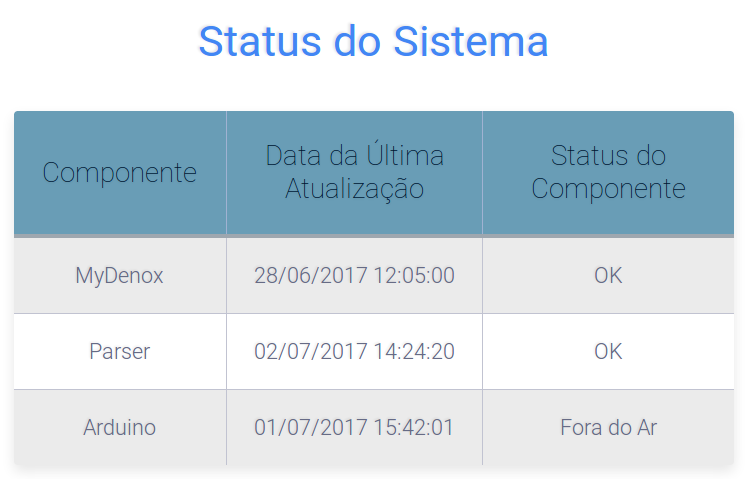 Status do Sistema
Componente
Data da Última
Atualização
Status do
Componente
MyDenox 28/06/2017 12:05:00 OK
Parser 02/07/2017 14:24:20 OK
Arduino 01/07/2017 15:42:01 Fora do Ar